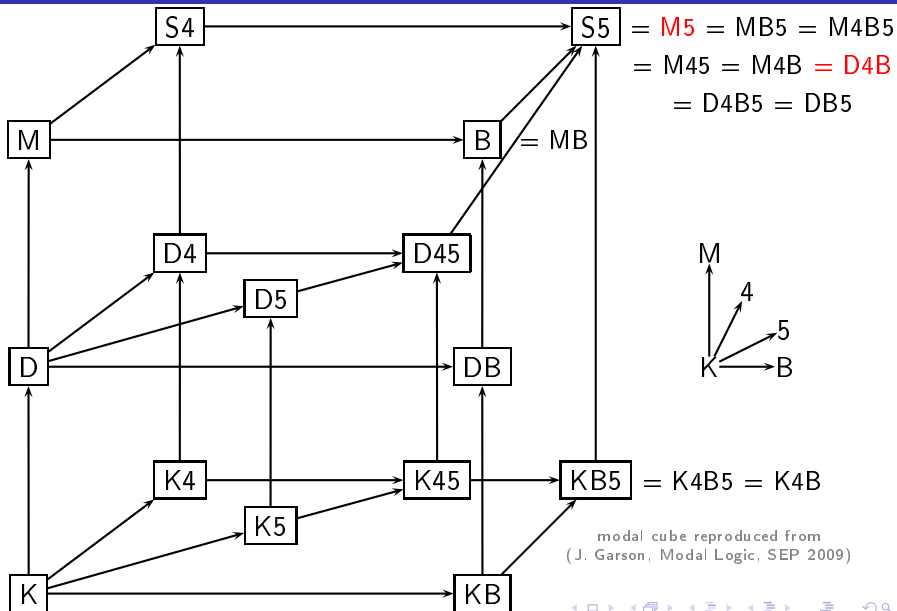 S4
S5 = M5 = MB5 = M4B5
= M45 = M4B = D4B
= D4B5 = DB5
M
B = MB
D4
D45
D5
D
DB
K4
K45
KB5 = K4B5 = K4B
K5
K
KB
M
4
5
K
B
modal cube reproduced from
(J. Garson, Modal Logic, SEP 2009)